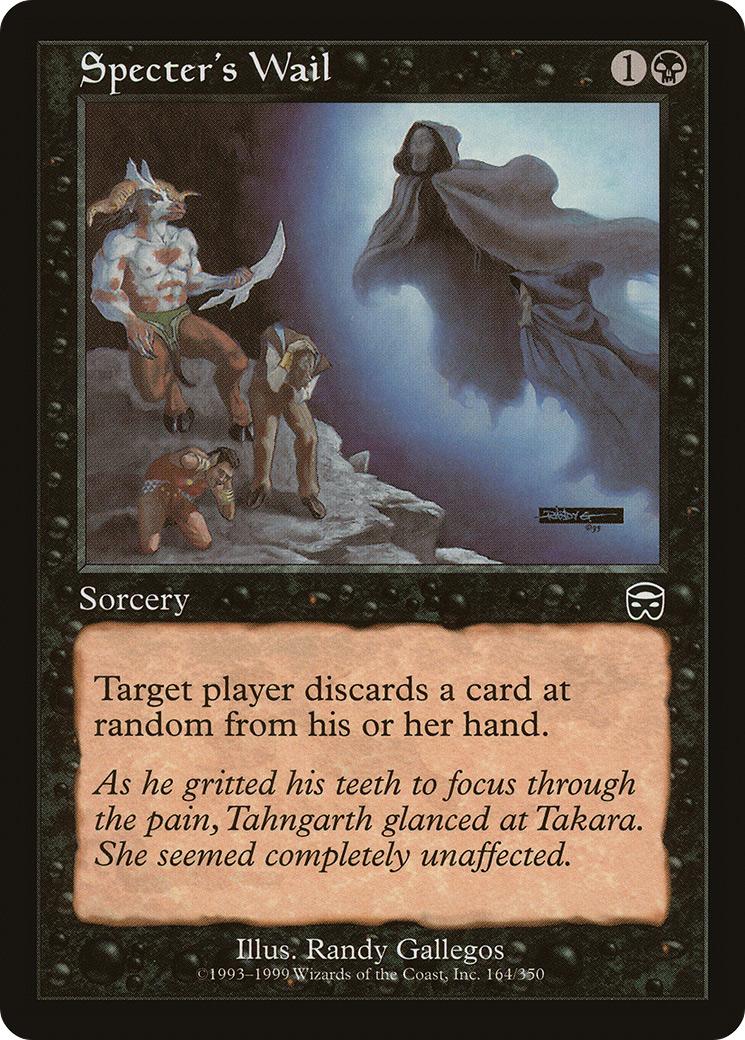 Specter's Wail
1
RANDY G
©99
Sorcery
Target player discards a card at
random from his or her hand.
As he gritted his teeth to focus through
the pain, Tahngarth glanced at Takara.
She seemed completely unaffected.
Illus. Randy Gallegos
©1993–1999 Wizards of the Coast, Inc. 164/350